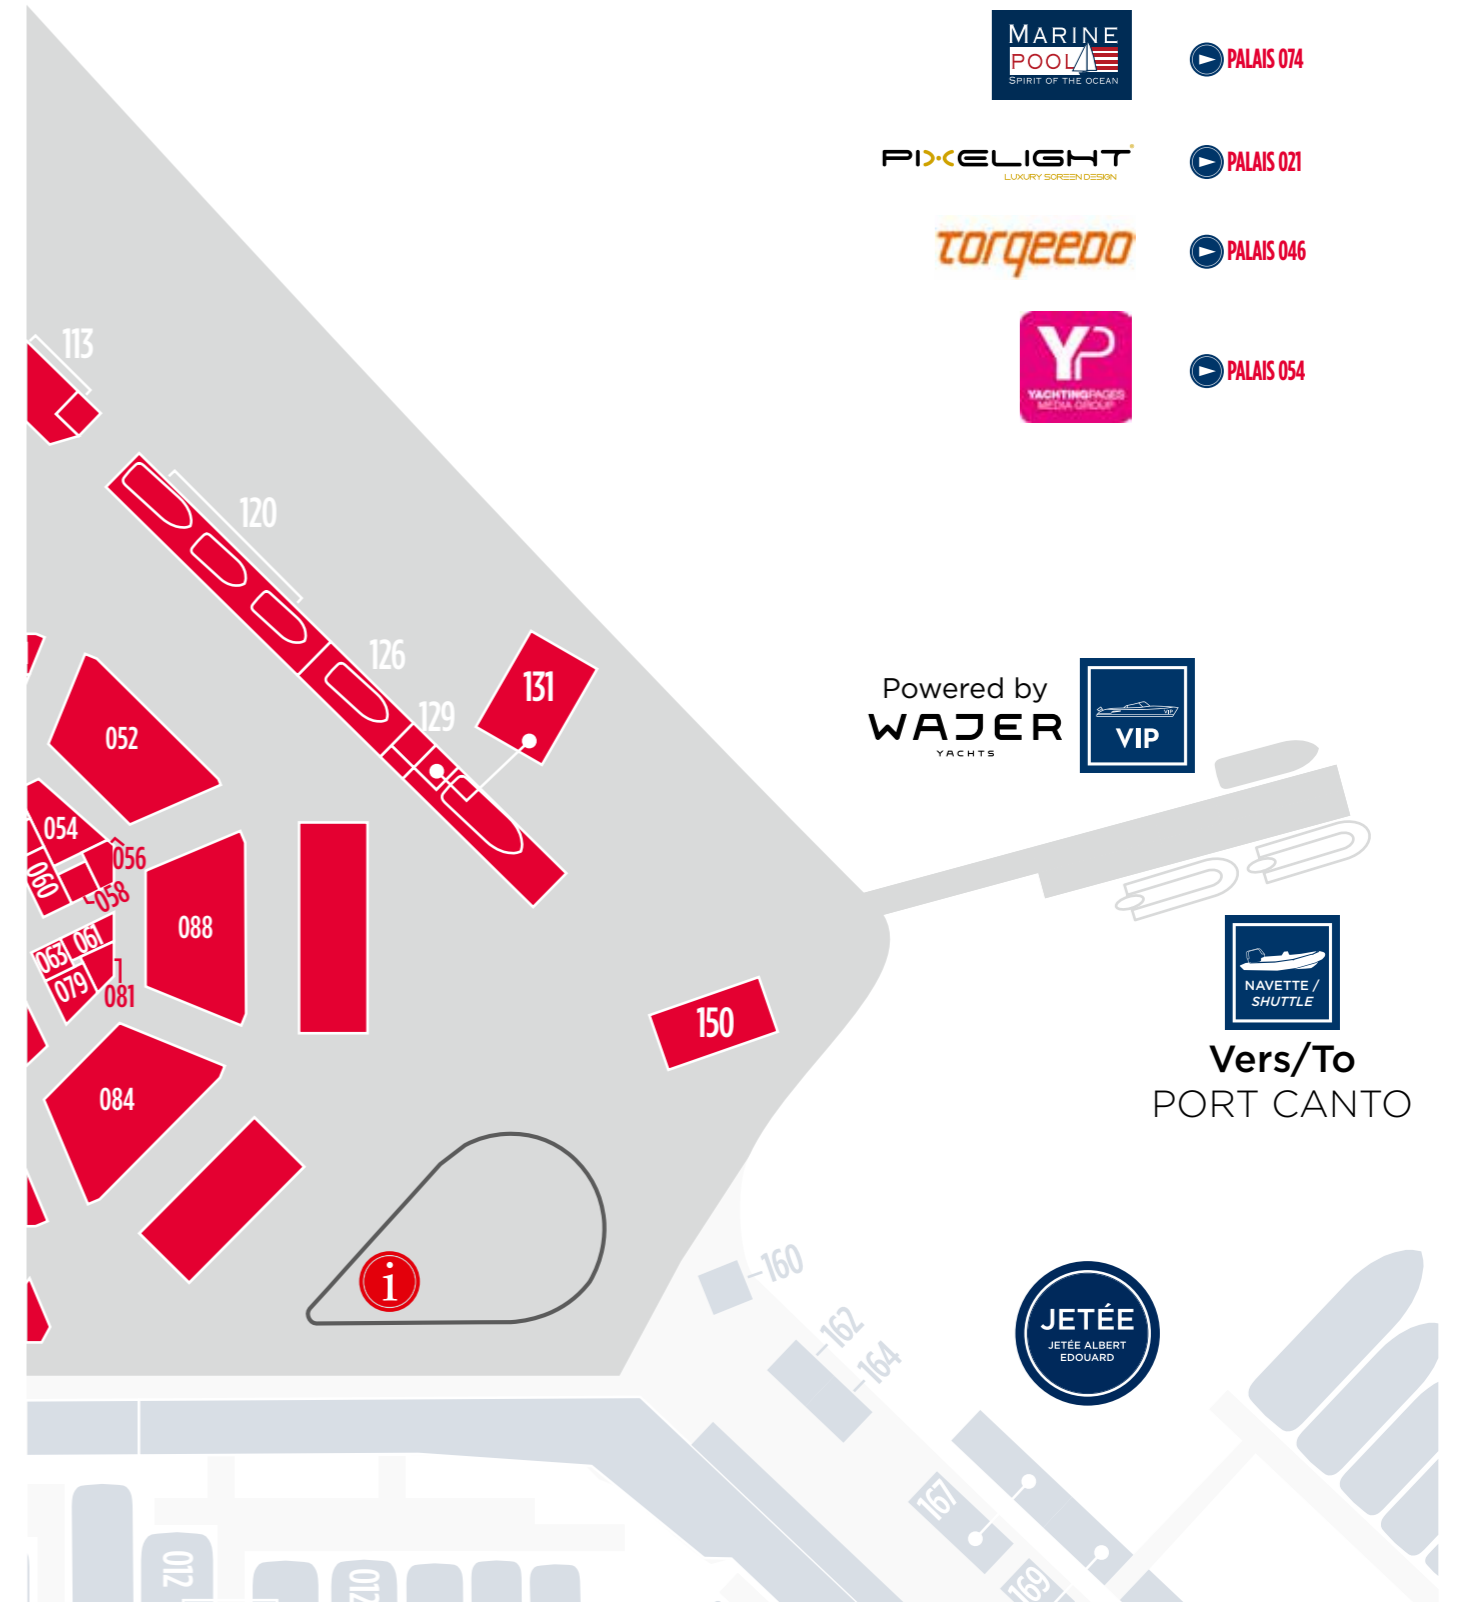 MARINE
POOL
SPIRIT OF THE OCEAN
PALAIS 074
PIXELIGHT
LUXURY SCREEN DESIGN
PALAIS 021
TORQEEDO
PALAIS 046
YP
YACHTINGPAGES
MEDIA GROUP
PALAIS 054
113
120
126
129
131
052
054
056
058
060
088
061
063
079
081
084
150
Powered by
WAJER
YACHTS
VIP
VIP
NAVETTE /
SHUTTLE
Vers/To
PORT CANTO
i
160
162
164
JETÉE
JETÉE ALBERT
EDOUARD
167
169
012
012